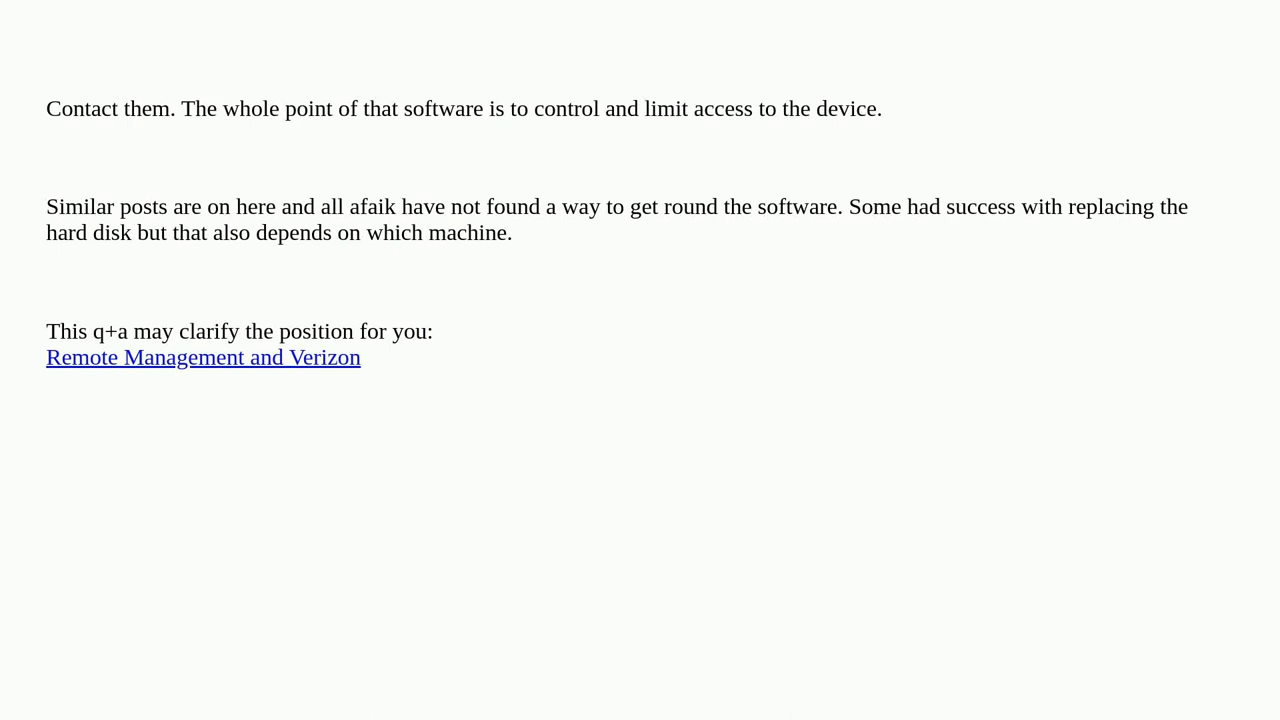 Contact them. The whole point of that software is to control and limit access to the device.
Similar posts are on here and all afaik have not found a way to get round the software. Some had success with replacing the
hard disk but that also depends on which machine.
This q+a may clarify the position for you:
Remote Management and Verizon